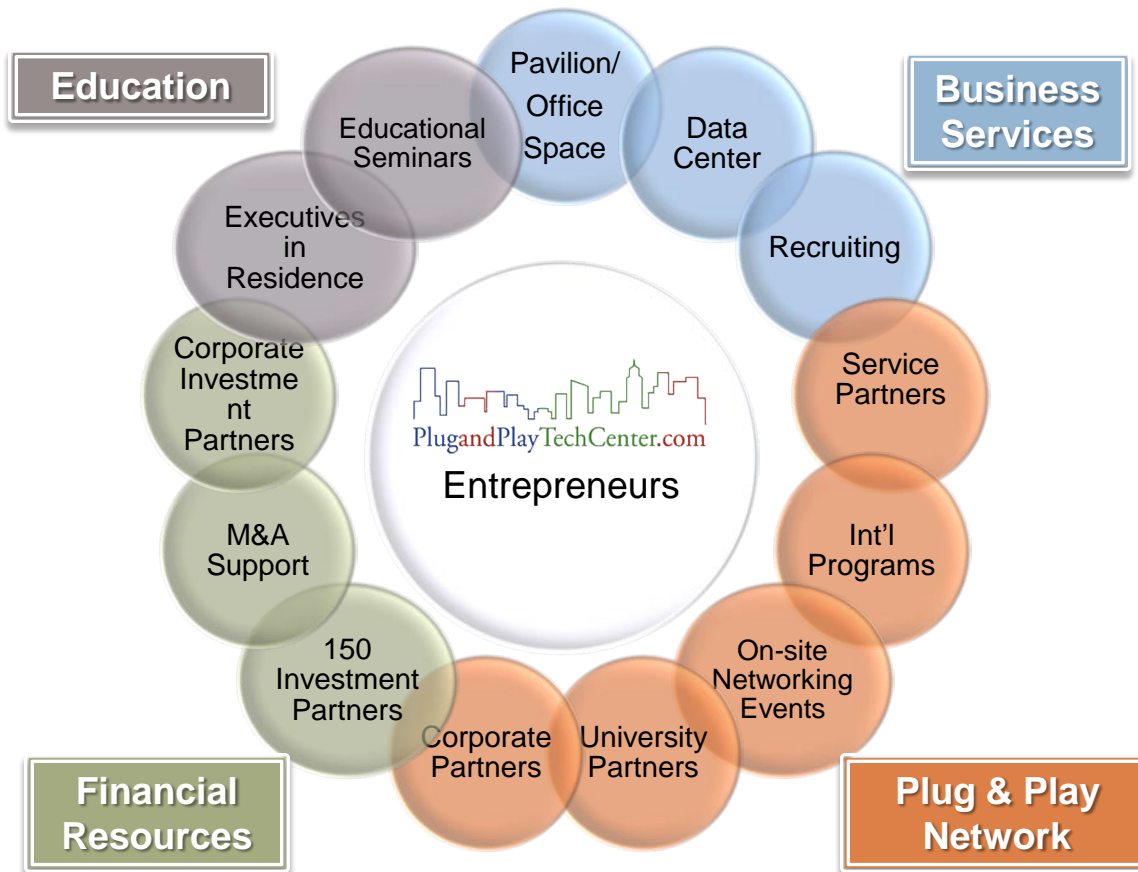 Education
Business
Services
Pavilion/
Office
Space
Data
Center
Recruiting
Service
Partners
Int'l
Programs
On-site
Networking
Events
University
Partners
Corporate
Partners
150
Investment
Partners
M&A
Support
Corporate
Investme
nt
Partners
Executives
in
Residence
Educational
Seminars
PlugandPlayTechCenter.com
Entrepreneurs
Financial
Resources
Plug & Play
Network